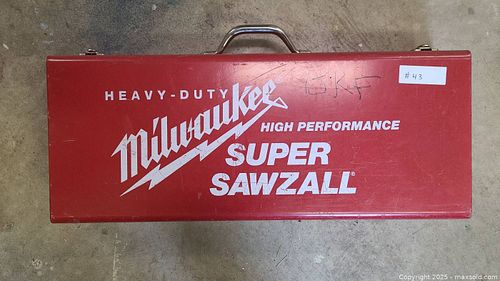 HEAVY-DUTY
Milwaukee
HIGH PERFORMANCE
SUPER
SAWZALL®
#43
Copyright © 2025 - maxsold.com